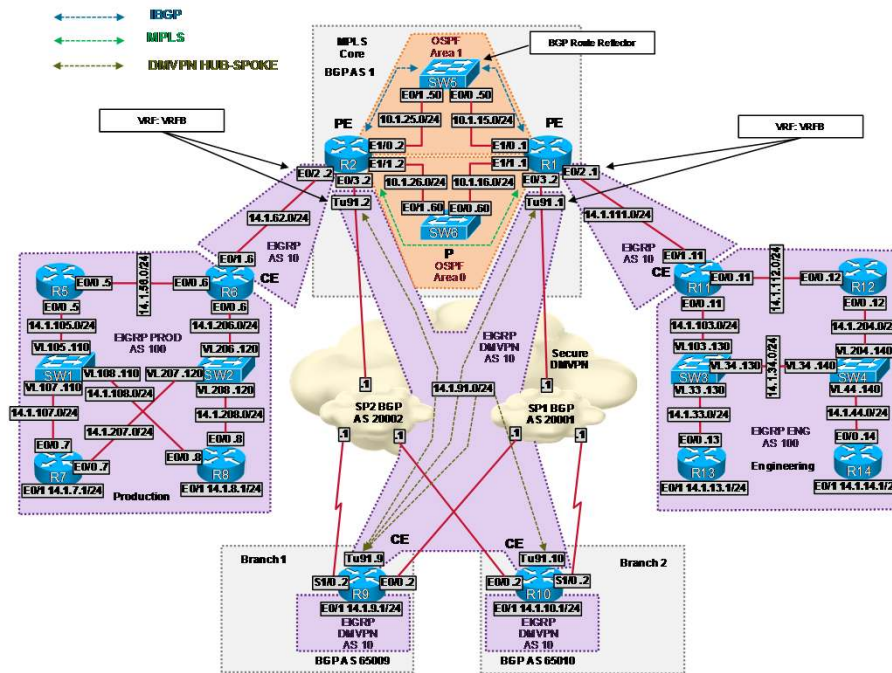 IBGP
MPLS
DMVPN HUB-SPOKE
MPLS
Core
BGP AS 1
OSPF
Area 1
BGP Route Reflector
SW5
E0/1 .50
E0/0 .50
10.1.25.0/24
10.1.15.0/24
PE
PE
VRF: VRFB
VRF: VRFB
R2
E1/0 .2
E1/0 .1
R1
E0/2 .2
E1/1 .2
E1/1 .1
E0/2 .1
E0/3 .2
10.1.26.0/24
10.1.16.0/24
E0/3 .2
Tu91.2
E0/1 .60
E0/0 .60
Tu91.1
SW6
P
OSPF
Area 0
14.1.62.0/24
14.1.111.0/24
EIGRP
AS 10
EIGRP
AS 10
E0/1 .6
CE
E0/1 .11
CE
R5
E0/0 .5
14.1.56.0/24
E0/0 .6
R6
E0/0 .5
E0/0 .6
14.1.105.0/24
14.1.206.0/24
EIGRP PROD
AS 100
VL105 .110
VL206 .120
SW1
VL108 .110
VL207 .120
SW2
VL107 .110
14.1.108.0/24
VL208 .120
14.1.107.0/24
14.1.207.0/24
14.1.208.0/24
E0/0 .7
E0/0 .8
R7
E0/0 .7
E0/0 .8
R8
E0/1 14.1.7.1/24
E0/1 14.1.8.1/24
Production
R11
E0/0 .11
14.1.112.0/24
E0/0 .12
R12
E0/0 .11
E0/0 .12
14.1.103.0/24
14.1.204.0/2
VL103 .130
VL204 .140
SW3
VL34 .130
14.1.34.0/24
VL34 .140
SW4
VL33 .130
VL44 .140
14.1.33.0/24
14.1.44.0/24
EIGRP ENG
AS 100
E0/0 .13
E0/0 .14
R13
Engineering
R14
E0/1 14.1.13.1/24
E0/1 14.1.14.1/2
EIGRP
DMVPN
AS 10
Secure
DMVPN
14.1.91.0/24
.1
.1
SP2 BGP
AS 20002
SP1 BGP
AS 20001
.1
.1
.1
.1
CE
CE
Branch 1
Tu91 .9
Tu91 .10
Branch 2
S1/0 .2
R9
E0/0 .2
E0/0 .2
R10
S1/0 .2
E0/1 14.1.9.1/24
E0/1 14.1.10.1/24
EIGRP
DMVPN
AS 10
EIGRP
DMVPN
AS 10
BGP AS 65009
BGP AS 65010